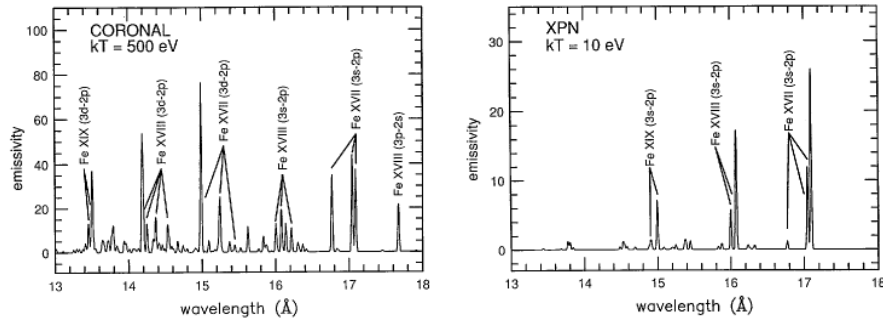 CORONAL
kT = 500 eV
Fe XIX (3d-2p)
Fe XVIII (3d-2p)
Fe XVII (3d-2p)
Fe XVIII (3s-2p)
Fe XVII (3s-2p)
Fe XVIII (3p-2s)
100
80
60
40
20
0
emissivity
13
14
15
16
17
18
wavelength (Å)
XPN
kT = 10 eV
Fe XIX (3s-2p)
Fe XVIII (3s-2p)
Fe XVII (3s-2p)
30
20
10
0
emissivity
13
14
15
16
17
18
wavelength (Å)